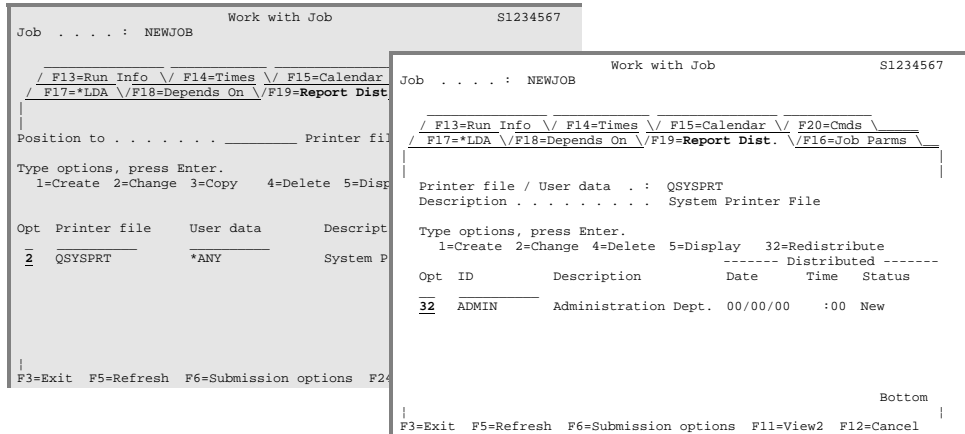 Work with Job S1234567
Job . . . . : NEWJOB
/ F13=Run Info \/ F14=Times \/ F15=Calendar
/ F17=*LDA \/F18=Depends On \/F19=Report Dist
Position to . . . . . . . _________ Printer fil
Type options, press Enter.
1=Create 2=Change 3=Copy 4=Delete 5=Disp
Opt Printer file User data Descript
2 QSYSPRT *ANY System P
F3=Exit F5=Refresh F6=Submission options F24
Work with Job S1234567
Job . . . . : NEWJOB
/ F13=Run Info \/ F14=Times \/ F15=Calendar \/ F20=Cmds \_____
/ F17=*LDA \/F18=Depends On \/F19=Report Dist. \/F16=Job Parms \__
Printer file / User data . : QSYSPRT
Description . . . . . . . . . System Printer File
Type options, press Enter.
1=Create 2=Change 4=Delete 5=Display 32=Redistribute
------- Distributed -------
Opt ID Description Date Time Status
32 ADMIN Administration Dept. 00/00/00 :00 New
Bottom
F3=Exit F5=Refresh F6=Submission options F11=View2 F12=Cancel